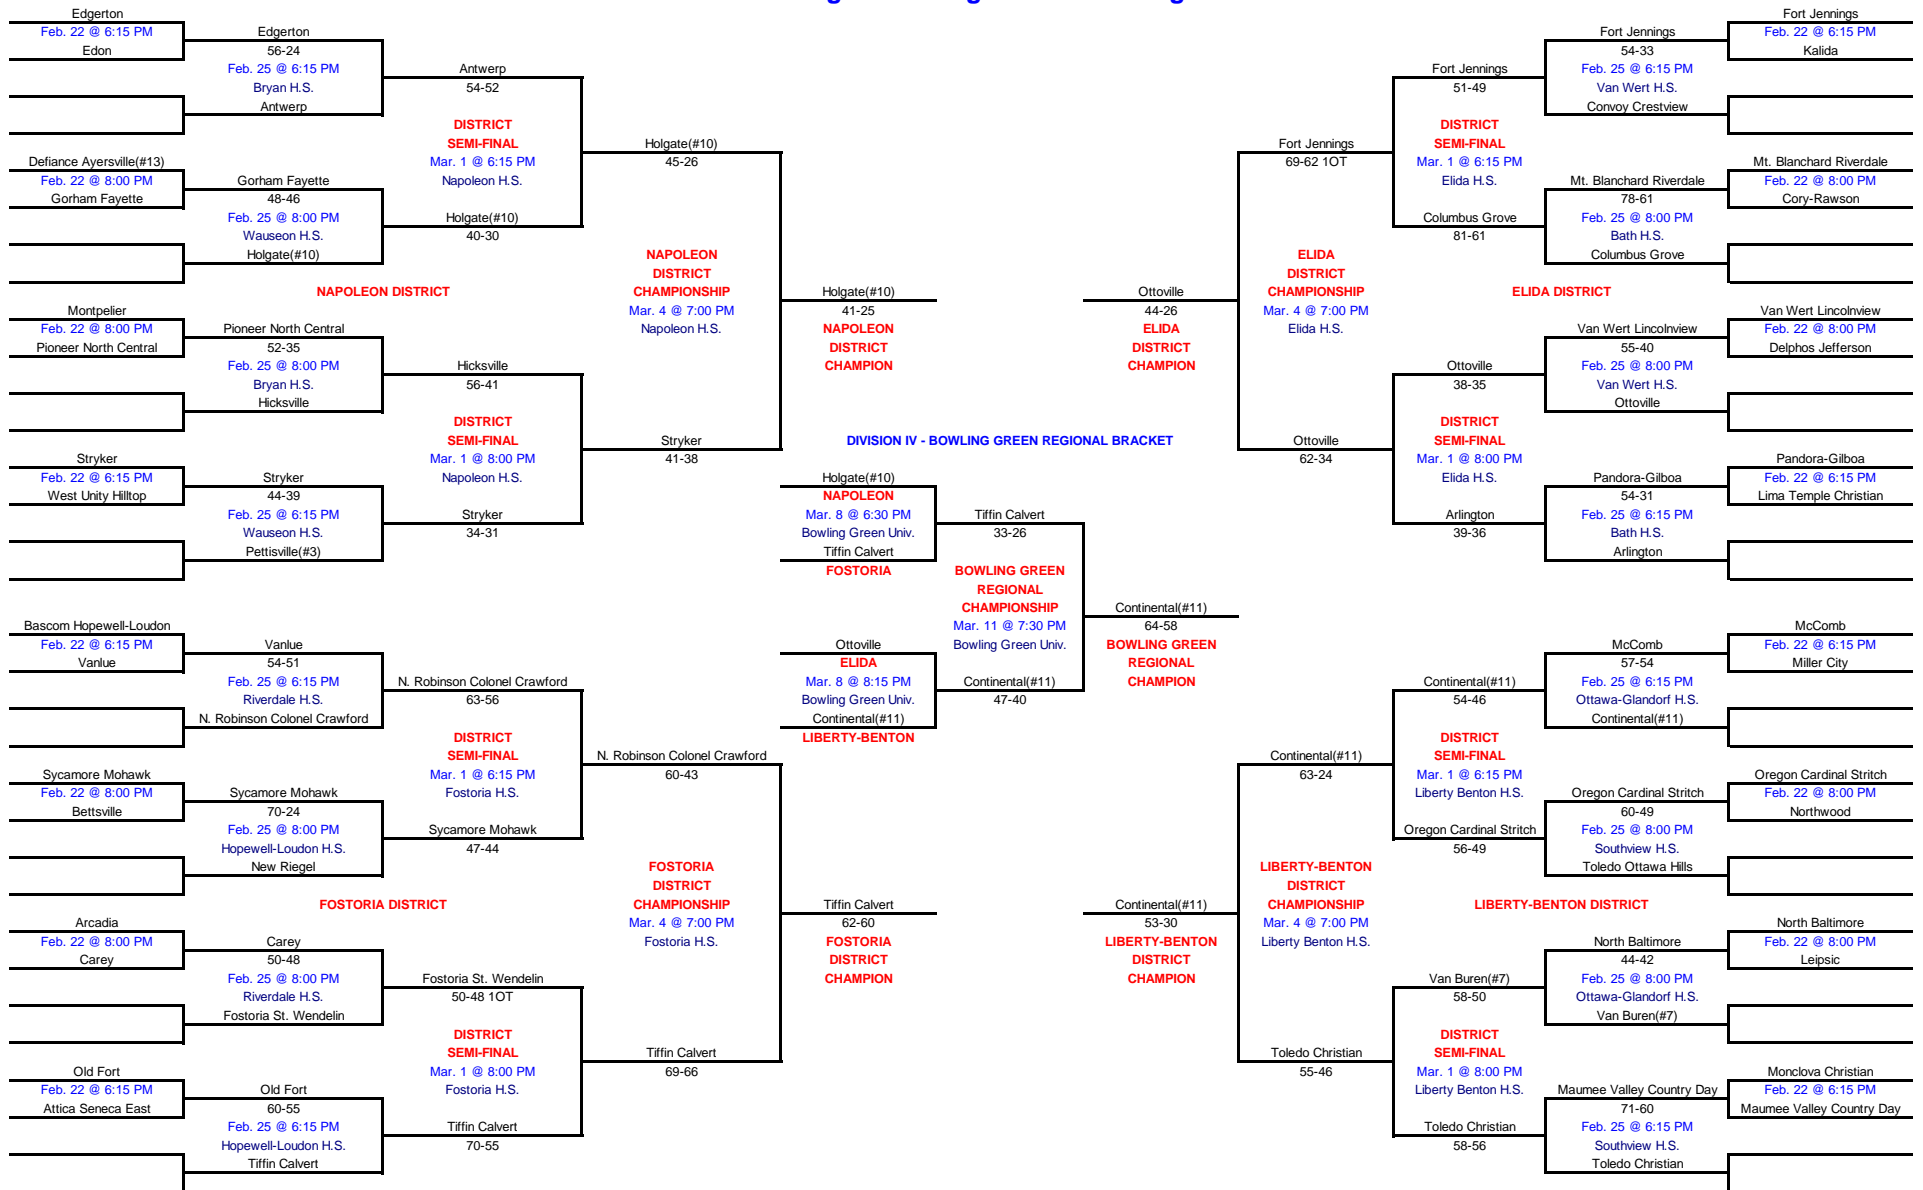 Edgerton
Feb. 22 @ 6:15 PM
Edon
Edgerton
56-24
Feb. 25 @ 6:15 PM
Bryan H.S.
Antwerp
Antwerp
54-52
DISTRICT
SEMI-FINAL
Mar. 1 @ 6:15 PM
Napoleon H.S.
Defiance Ayersville(#13)
Feb. 22 @ 8:00 PM
Gorham Fayette
Gorham Fayette
48-46
Feb. 25 @ 8:00 PM
Wauseon H.S.
Holgate(#10)
Holgate(#10)
40-30
Holgate(#10)
45-26
NAPOLEON
DISTRICT
CHAMPIONSHIP
Mar. 4 @ 7:00 PM
Napoleon H.S.
NAPOLEON DISTRICT
Holgate(#10)
41-25
NAPOLEON
DISTRICT
CHAMPION
Montpelier
Feb. 22 @ 8:00 PM
Pioneer North Central
Pioneer North Central
52-35
Feb. 25 @ 8:00 PM
Bryan H.S.
Hicksville
Hicksville
56-41
DISTRICT
SEMI-FINAL
Mar. 1 @ 8:00 PM
Napoleon H.S.
Stryker
41-38
Stryker
Feb. 22 @ 6:15 PM
West Unity Hilltop
Stryker
44-39
Feb. 25 @ 6:15 PM
Wauseon H.S.
Pettisville(#3)
Stryker
34-31
Fort Jennings
Feb. 22 @ 6:15 PM
Kalida
Fort Jennings
54-33
Feb. 25 @ 6:15 PM
Van Wert H.S.
Convoy Crestview
Fort Jennings
51-49
DISTRICT
SEMI-FINAL
Mar. 1 @ 6:15 PM
Elida H.S.
Fort Jennings
69-62 1OT
Mt. Blanchard Riverdale
Feb. 22 @ 8:00 PM
Cory-Rawson
Mt. Blanchard Riverdale
78-61
Feb. 25 @ 8:00 PM
Bath H.S.
Columbus Grove
Columbus Grove
81-61
ELIDA
DISTRICT
CHAMPIONSHIP
Mar. 4 @ 7:00 PM
Elida H.S.
ELIDA DISTRICT
Ottoville
44-26
ELIDA
DISTRICT
CHAMPION
Van Wert Lincolnview
Feb. 22 @ 8:00 PM
Delphos Jefferson
Van Wert Lincolnview
55-40
Feb. 25 @ 8:00 PM
Van Wert H.S.
Ottoville
Ottoville
38-35
DISTRICT
SEMI-FINAL
Mar. 1 @ 8:00 PM
Elida H.S.
Ottoville
62-34
Pandora-Gilboa
Feb. 22 @ 6:15 PM
Lima Temple Christian
Pandora-Gilboa
54-31
Feb. 25 @ 6:15 PM
Bath H.S.
Arlington
Arlington
39-36
DIVISION IV - BOWLING GREEN REGIONAL BRACKET
Holgate(#10)
NAPOLEON
Mar. 8 @ 6:30 PM
Bowling Green Univ.
Tiffin Calvert
FOSTORIA
Tiffin Calvert
33-26
BOWLING GREEN
REGIONAL
CHAMPIONSHIP
Mar. 11 @ 7:30 PM
Bowling Green Univ.
Continental(#11)
64-58
BOWLING GREEN
REGIONAL
CHAMPION
Ottoville
ELIDA
Mar. 8 @ 8:15 PM
Bowling Green Univ.
Continental(#11)
LIBERTY-BENTON
Continental(#11)
47-40
Bascom Hopewell-Loudon
Feb. 22 @ 6:15 PM
Vanlue
Vanlue
54-51
Feb. 25 @ 6:15 PM
Riverdale H.S.
N. Robinson Colonel Crawford
N. Robinson Colonel Crawford
63-56
DISTRICT
SEMI-FINAL
Mar. 1 @ 6:15 PM
Fostoria H.S.
N. Robinson Colonel Crawford
60-43
Sycamore Mohawk
Feb. 22 @ 8:00 PM
Bettsville
Sycamore Mohawk
70-24
Feb. 25 @ 8:00 PM
Hopewell-Loudon H.S.
New Riegel
Sycamore Mohawk
47-44
FOSTORIA
DISTRICT
CHAMPIONSHIP
Mar. 4 @ 7:00 PM
Fostoria H.S.
FOSTORIA DISTRICT
Tiffin Calvert
62-60
FOSTORIA
DISTRICT
CHAMPION
Arcadia
Feb. 22 @ 8:00 PM
Carey
Carey
50-48
Feb. 25 @ 8:00 PM
Riverdale H.S.
Fostoria St. Wendelin
Fostoria St. Wendelin
50-48 1OT
DISTRICT
SEMI-FINAL
Mar. 1 @ 8:00 PM
Fostoria H.S.
Tiffin Calvert
69-66
Old Fort
Feb. 22 @ 6:15 PM
Attica Seneca East
Old Fort
60-55
Feb. 25 @ 6:15 PM
Hopewell-Loudon H.S.
Tiffin Calvert
Tiffin Calvert
70-55
McComb
Feb. 22 @ 6:15 PM
Miller City
McComb
57-54
Feb. 25 @ 6:15 PM
Ottawa-Glandorf H.S.
Continental(#11)
Continental(#11)
54-46
DISTRICT
SEMI-FINAL
Mar. 1 @ 6:15 PM
Liberty Benton H.S.
Continental(#11)
63-24
Oregon Cardinal Stritch
Feb. 22 @ 8:00 PM
Northwood
Oregon Cardinal Stritch
60-49
Feb. 25 @ 8:00 PM
Southview H.S.
Toledo Ottawa Hills
Oregon Cardinal Stritch
56-49
LIBERTY-BENTON
DISTRICT
CHAMPIONSHIP
Mar. 4 @ 7:00 PM
Liberty Benton H.S.
LIBERTY-BENTON DISTRICT
Continental(#11)
53-30
LIBERTY-BENTON
DISTRICT
CHAMPION
North Baltimore
Feb. 22 @ 8:00 PM
Leipsic
North Baltimore
44-42
Feb. 25 @ 8:00 PM
Ottawa-Glandorf H.S.
Van Buren(#7)
Van Buren(#7)
58-50
DISTRICT
SEMI-FINAL
Mar. 1 @ 8:00 PM
Liberty Benton H.S.
Toledo Christian
55-46
Monclova Christian
Feb. 22 @ 6:15 PM
Maumee Valley Country Day
Maumee Valley Country Day
71-60
Feb. 25 @ 6:15 PM
Southview H.S.
Toledo Christian
Toledo Christian
58-56